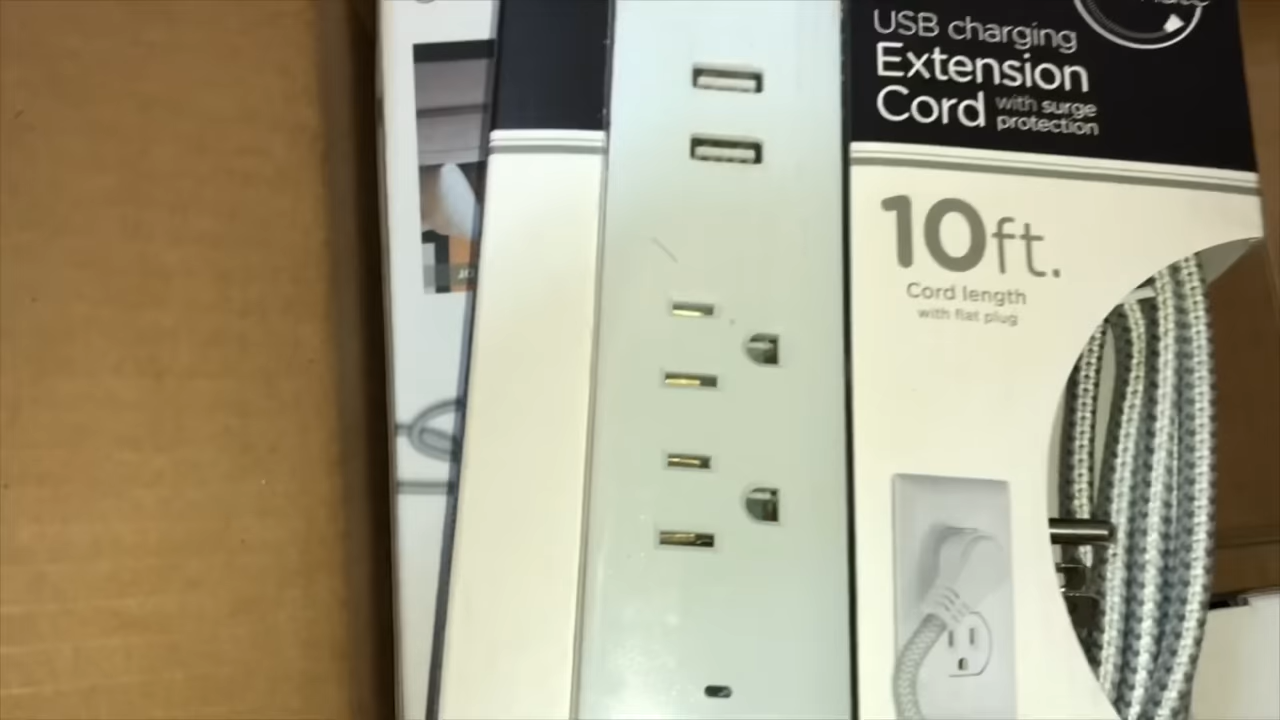 USB charging
Extension
Cord with surge
protection
10ft.
Cord length
with flat plug